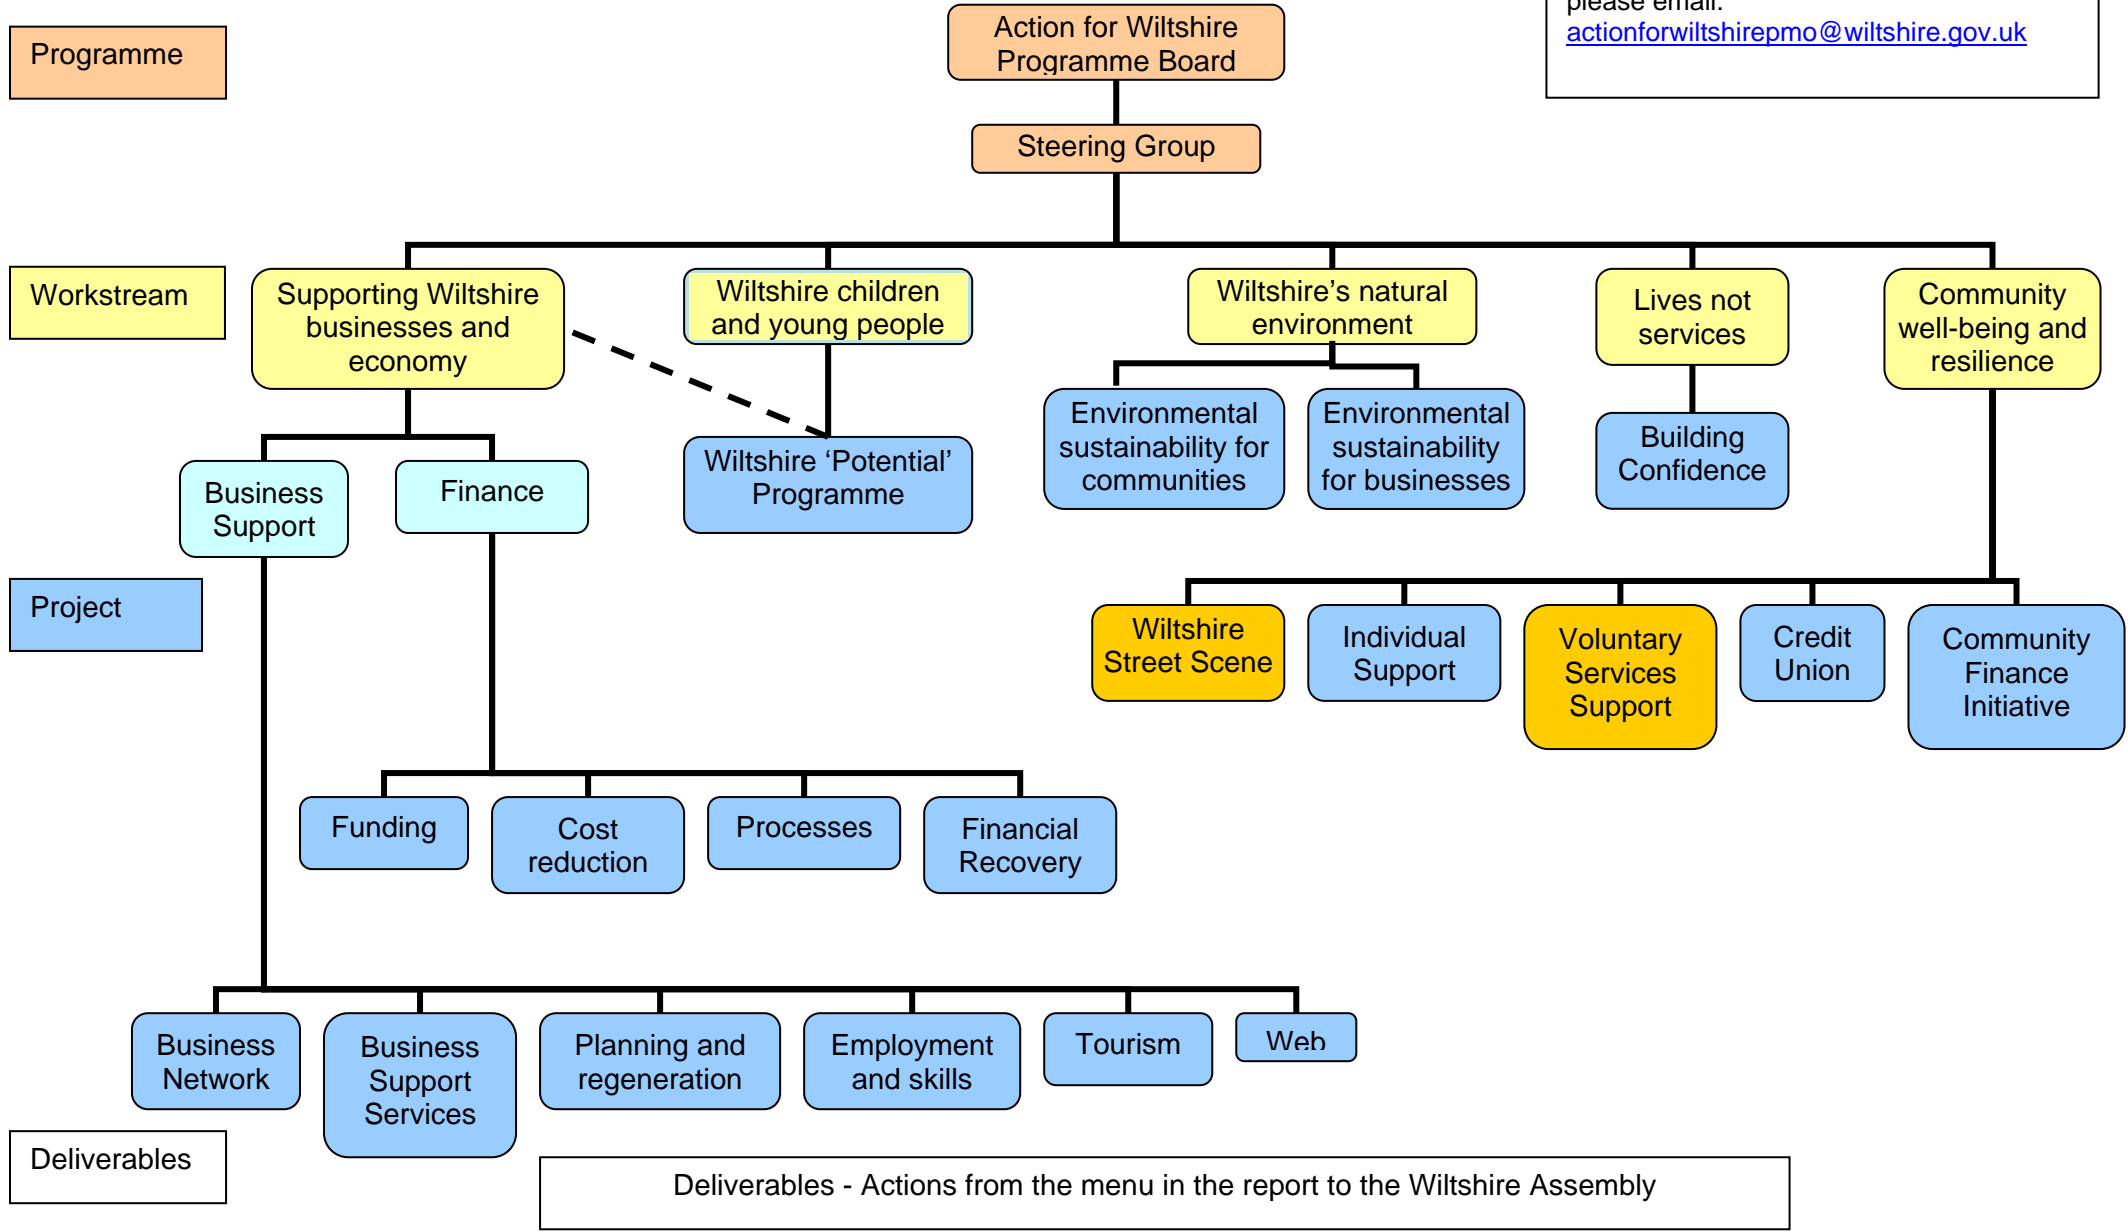 please email:
actionforwiltshirepmo@wiltshire.gov.uk
Programme
Action for Wiltshire
Programme Board
Steering Group
Workstream
Supporting Wiltshire
businesses and
economy
Wiltshire children
and young people
Wiltshire’s natural
environment
Lives not
services
Community
well-being and
resilience
Business
Support
Finance
Wiltshire ‘Potential’
Programme
Environmental
sustainability for
communities
Environmental
sustainability
for businesses
Building
Confidence
Project
Wiltshire
Street Scene
Individual
Support
Voluntary
Services
Support
Credit
Union
Community
Finance
Initiative
Funding
Cost
reduction
Processes
Financial
Recovery
Business
Network
Business
Support
Services
Planning and
regeneration
Employment
and skills
Tourism
Web
Deliverables
Deliverables - Actions from the menu in the report to the Wiltshire Assembly